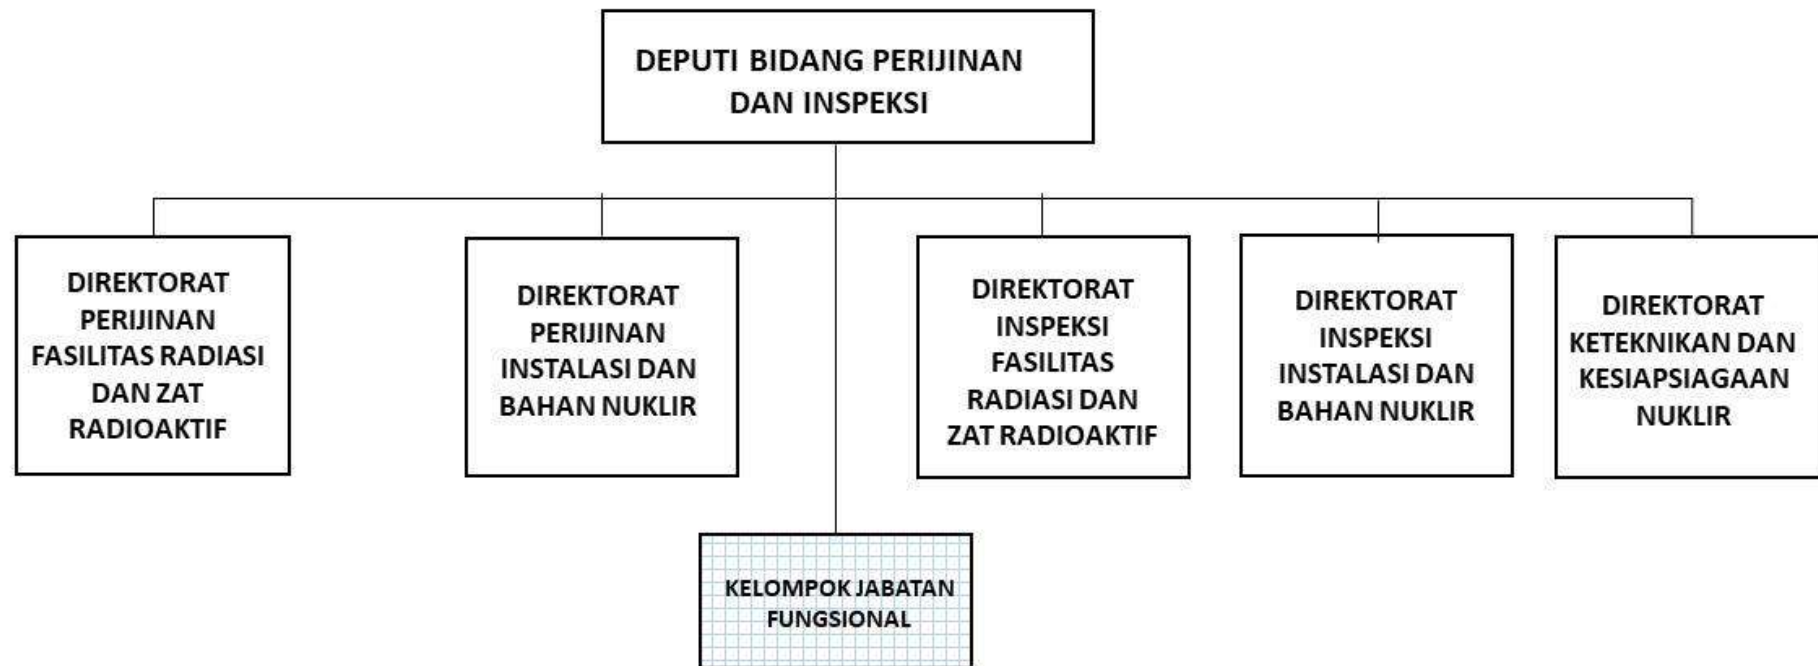 DEPUTI BIDANG PERIJINAN
DAN INSPEKSI
DIREKTORAT
PERIJINAN
FASILITAS RADIASI
DAN ZAT
RADIOAKTIF
DIREKTORAT
PERIJINAN
INSTALASI DAN
BAHAN NUKLIR
DIREKTORAT
INSPEKSI
FASILITAS
RADIASI DAN
ZAT RADIOAKTIF
DIREKTORAT
INSPEKSI
INSTALASI DAN
BAHAN NUKLIR
DIREKTORAT
KETEKNIKAN DAN
KESIAPSIAGAAN
NUKLIR
KELOMPOK JABATAN
FUNGSIONAL